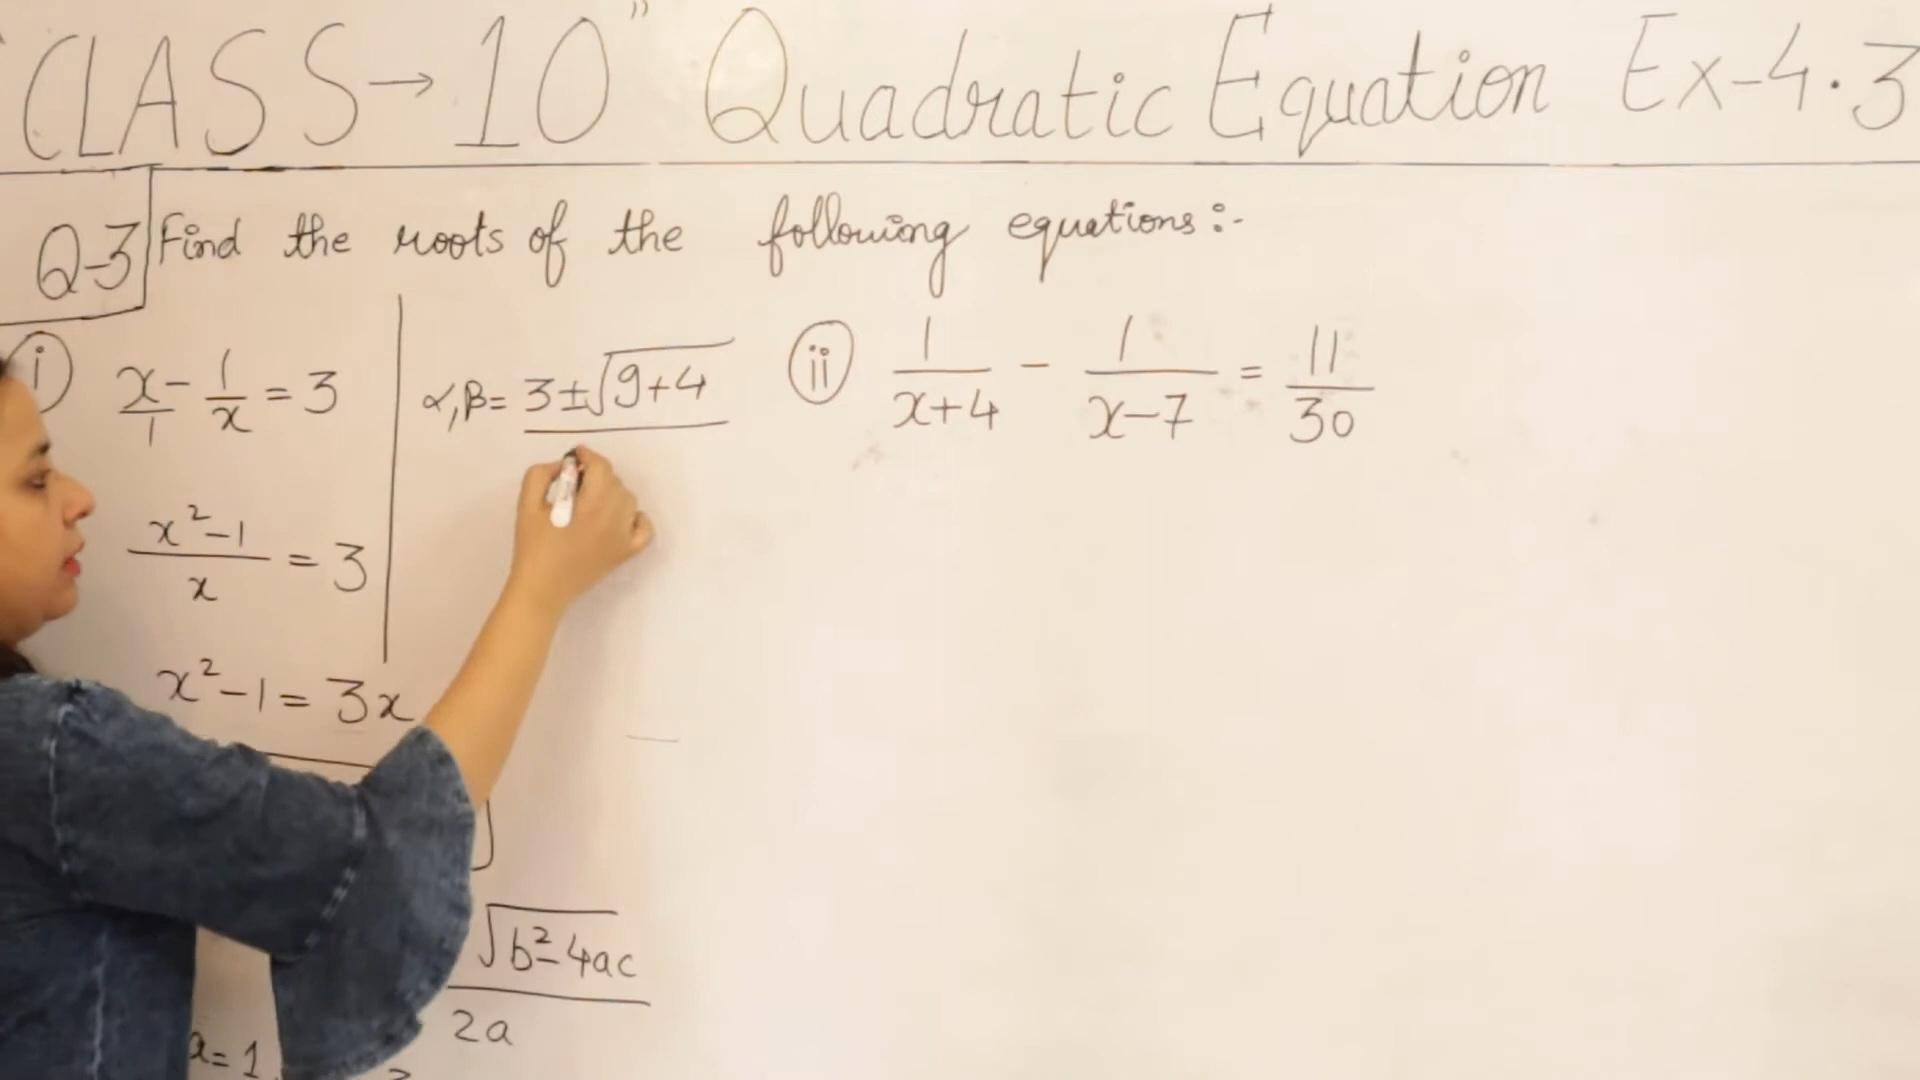 "CLASS→10" Quadratic Equation Ex-4.3
Q-3 Find the roots of the following equations:-
i x/1 - 1/x = 3
x²-1/x = 3
x²-1 = 3x
√b²-4ac
2a
a=1
α,β= 3±√9+4
ii 1/x+4 - 1/x-7 = 11/30